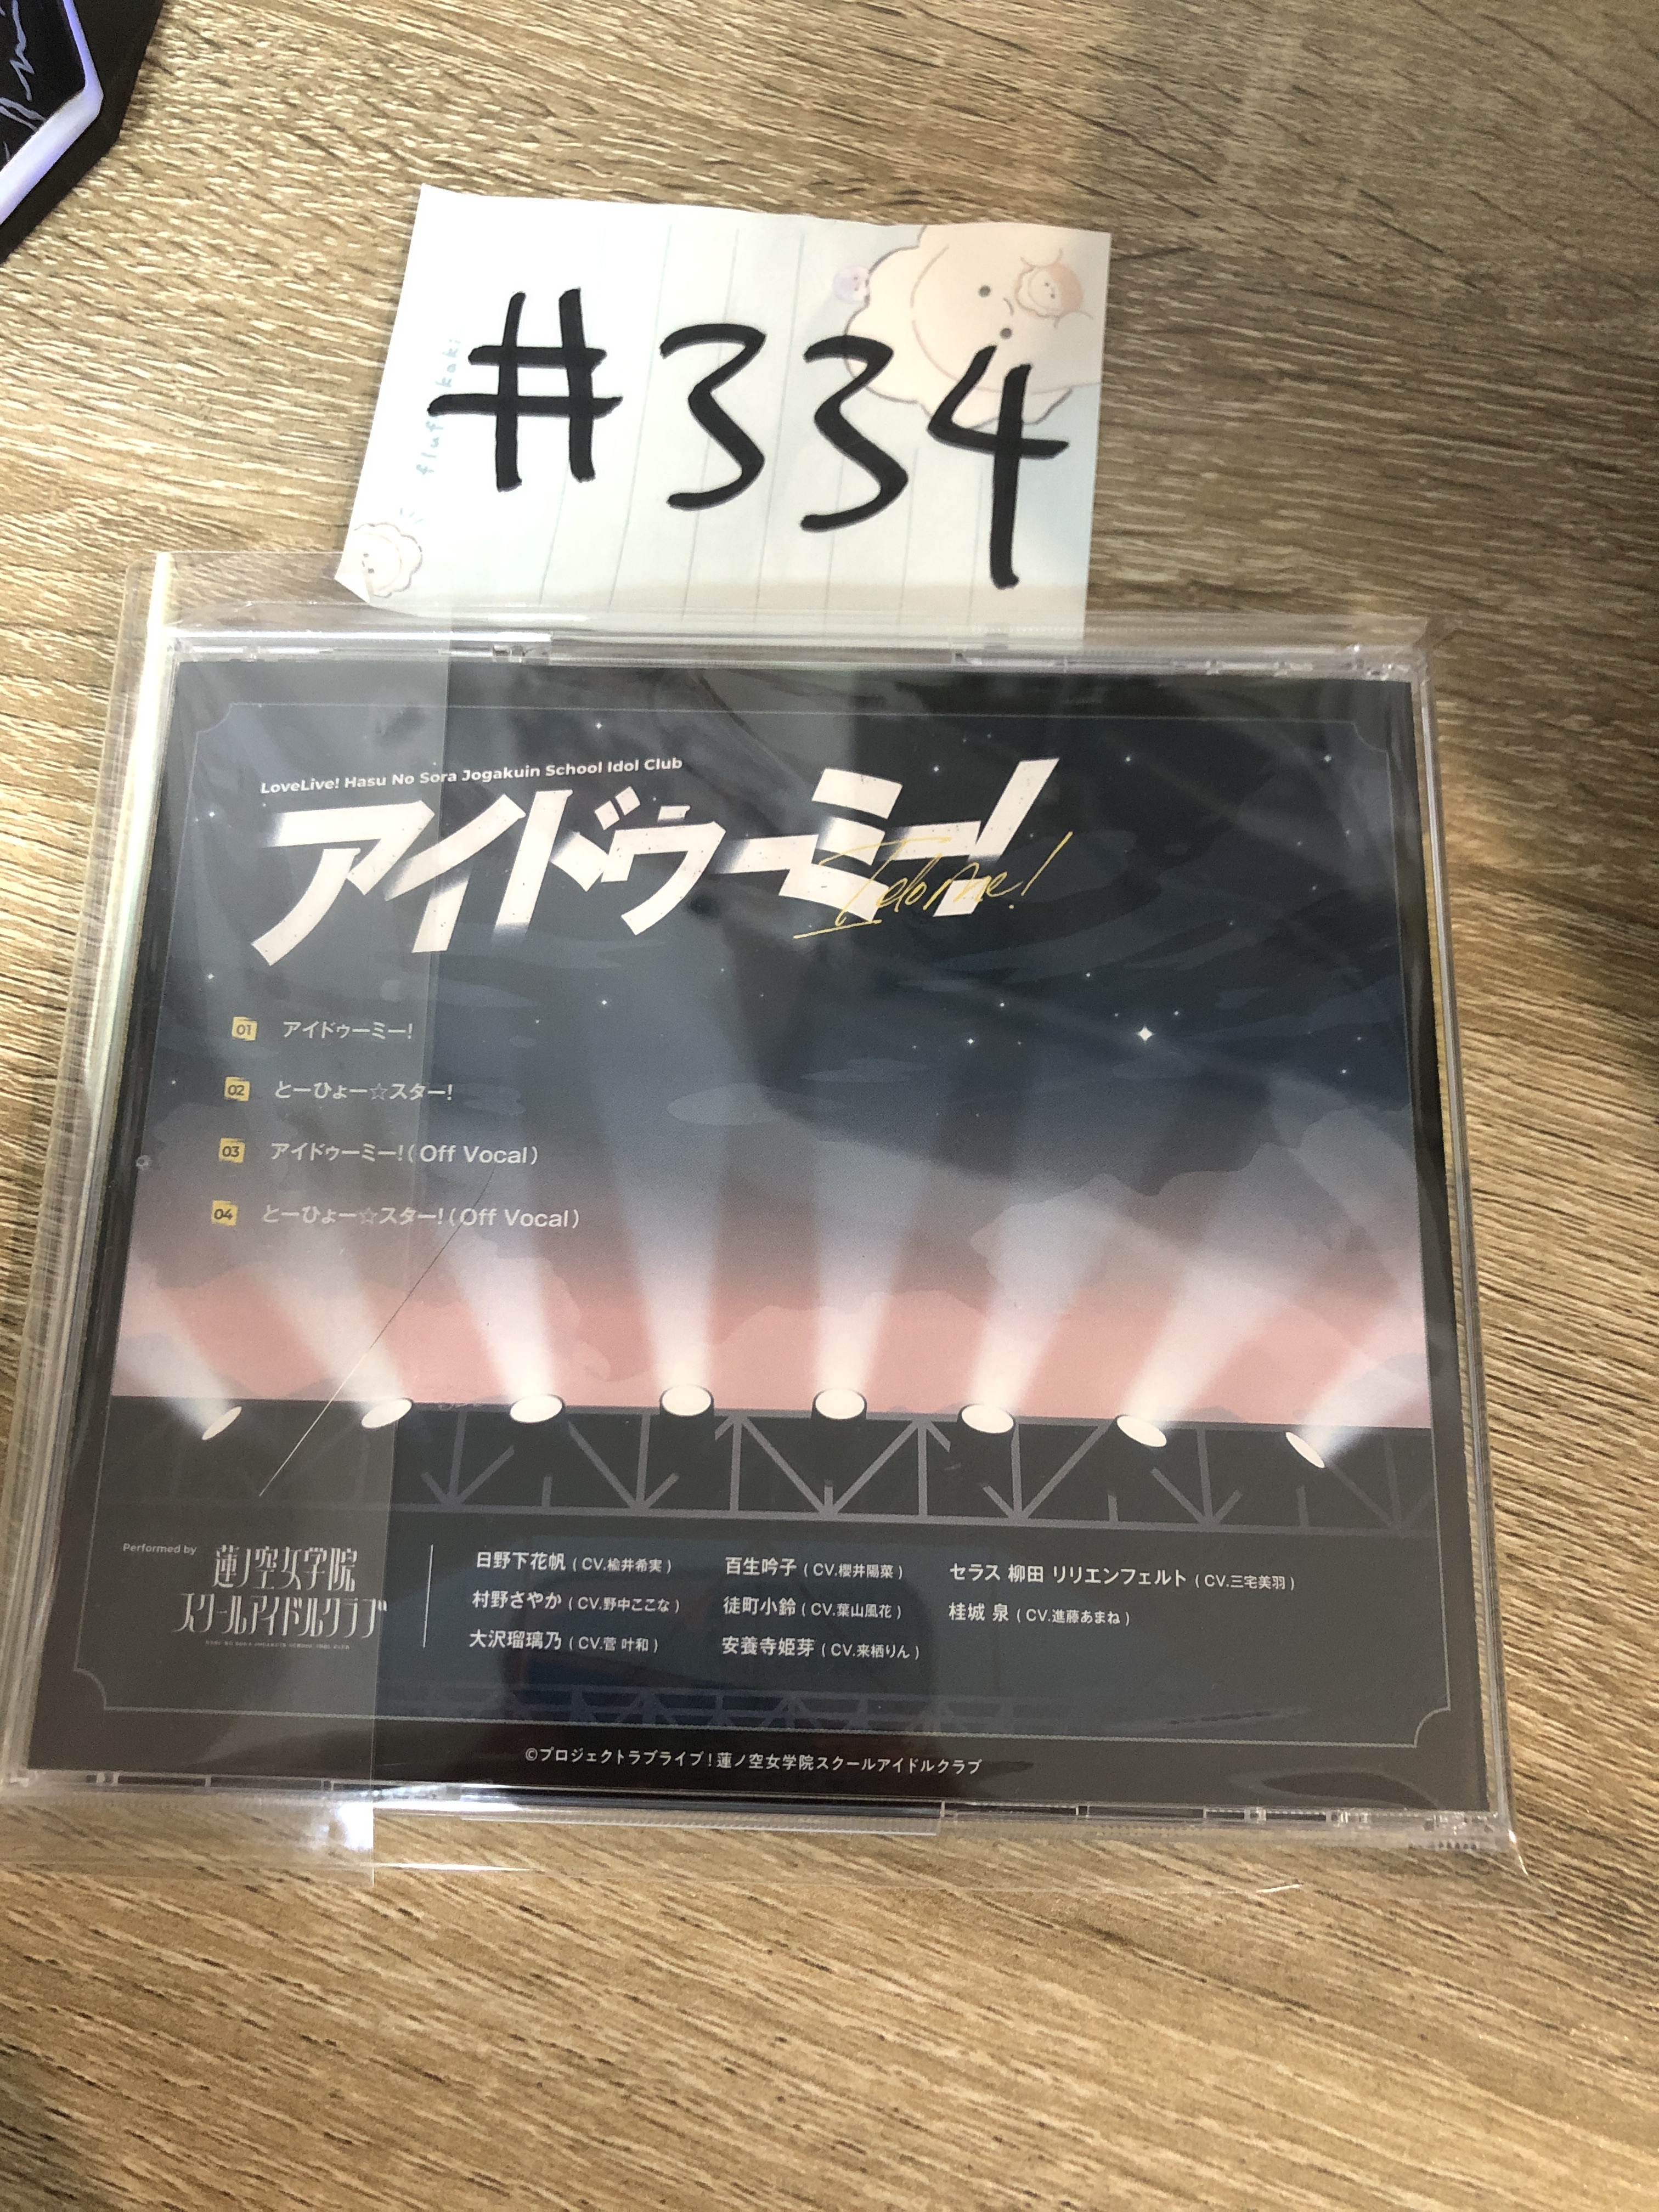 #334
LoveLive! Hasu No Sora Jogakuin School Idol Club
アイドゥーミー!
Idome!
01 アイドゥーミー!
02 とーひょー☆スター!
03 アイドゥーミー!(Off Vocal)
04 とーひょー☆スター!(Off Vocal)
Performed by
蓮ノ空女学院
スクールアイドルクラブ
日野下花帆 (CV.楡井希実)
村野さやか (CV.野中ここな)
大沢瑠璃乃 (CV.菅 叶和)
百生吟子 (CV.櫻井陽菜)
徒町小鈴 (CV.葉山風花)
安養寺姫芽 (CV.来栖りん)
セラス 柳田 リリエンフェルト (CV.三宅美羽)
桂城 泉 (CV.進藤あまね)
©プロジェクトラブライブ!蓮ノ空女学院スクールアイドルクラブ